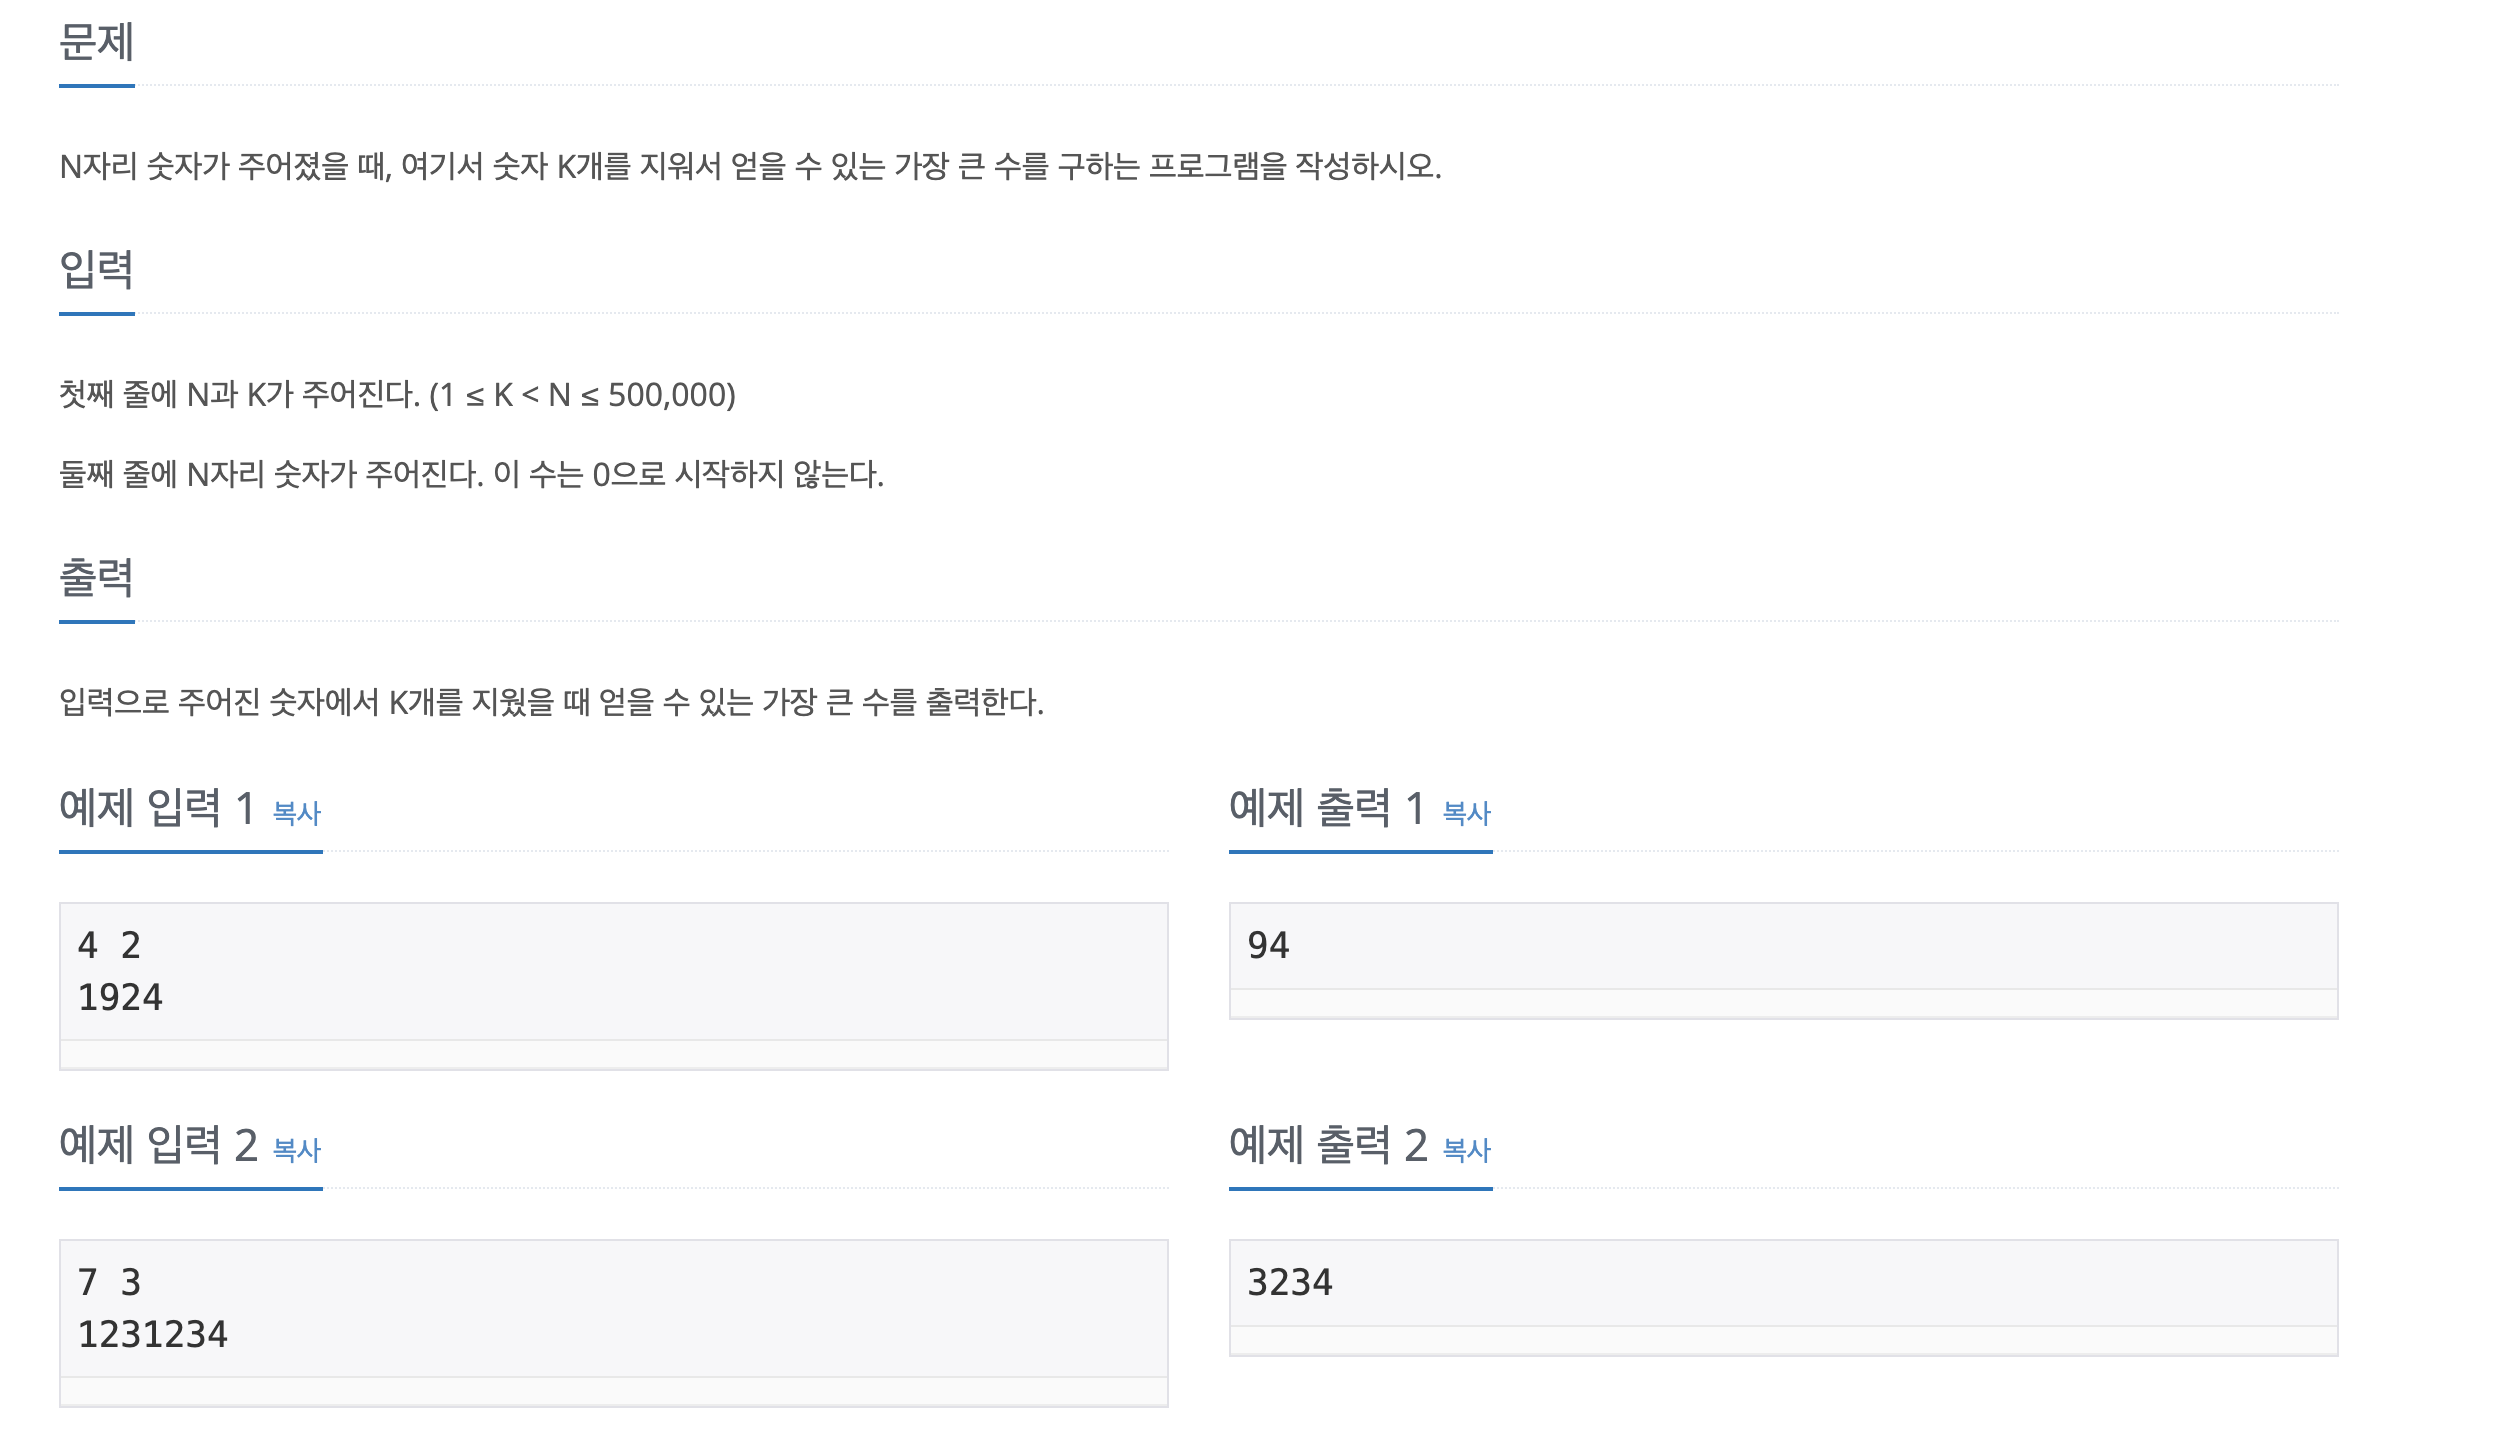 문제
N자리 숫자가 주어졌을 때, 여기서 숫자 K개를 지워서 얻을 수 있는 가장 큰 수를 구하는 프로그램을 작성하시오.
입력
첫째 줄에 N과 K가 주어진다. (1 ≤ K < N ≤ 500,000)
둘째 줄에 N자리 숫자가 주어진다. 이 수는 0으로 시작하지 않는다.
출력
입력으로 주어진 숫자에서 K개를 지웠을 때 얻을 수 있는 가장 큰 수를 출력한다.
예제 입력 1 복사
4 2
1924
예제 출력 1 복사
94
예제 입력 2 복사
7 3
1231234
예제 출력 2 복사
3234